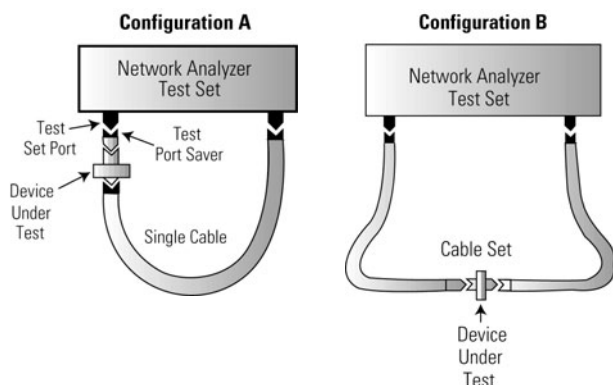 Configuration A
Network Analyzer
Test Set
Test
Set Port
Test
Port Saver
Device
Under
Test
Single Cable
Configuration B
Network Analyzer
Test Set
Cable Set
Device
Under
Test